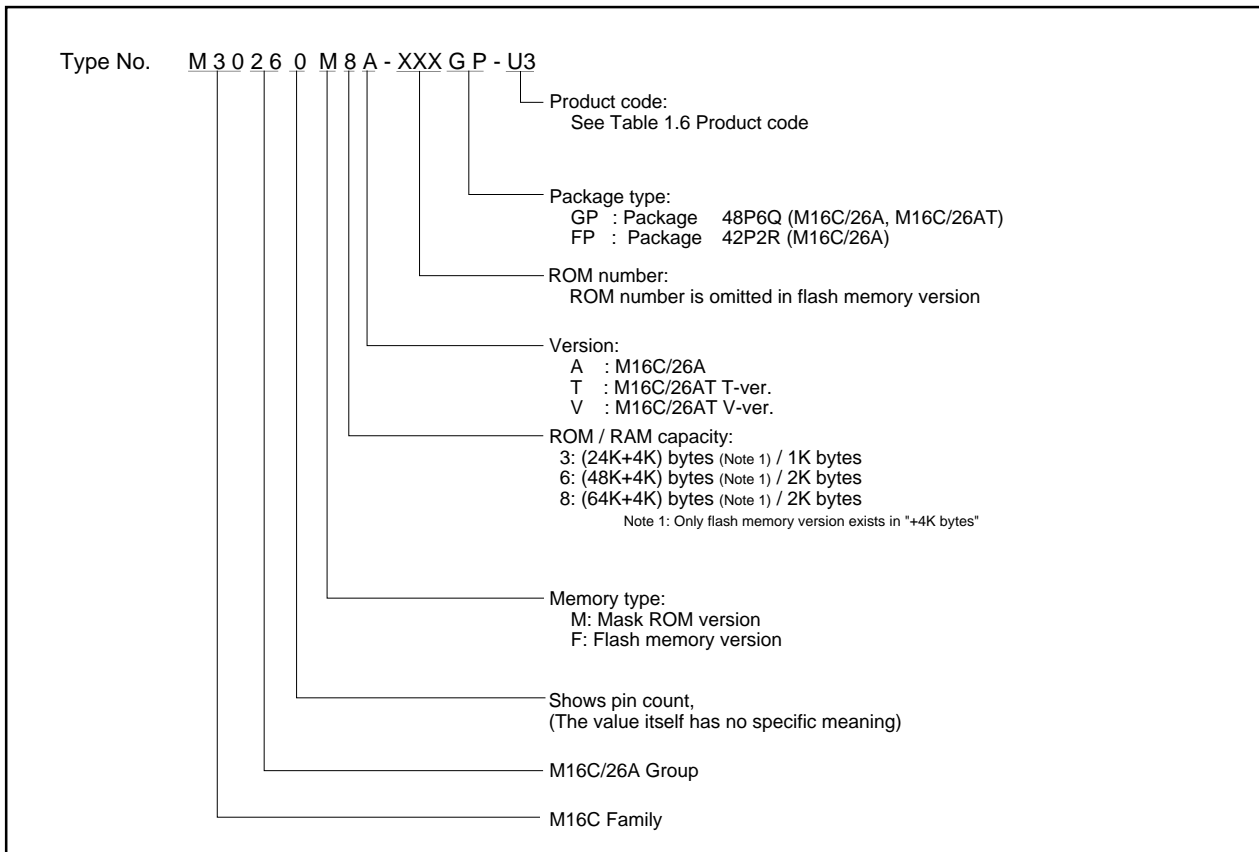 Type No. M 3 0 2 6 0 M 8 A - XXX G P - U3
Product code:
See Table 1.6 Product code
Package type:
GP : Package 48P6Q (M16C/26A, M16C/26AT)
FP : Package 42P2R (M16C/26A)
ROM number:
ROM number is omitted in flash memory version
Version:
A : M16C/26A
T : M16C/26AT T-ver.
V : M16C/26AT V-ver.
ROM / RAM capacity:
3: (24K+4K) bytes (Note 1) / 1K bytes
6: (48K+4K) bytes (Note 1) / 2K bytes
8: (64K+4K) bytes (Note 1) / 2K bytes
Note 1: Only flash memory version exists in "+4K bytes"
Memory type:
M: Mask ROM version
F: Flash memory version
Shows pin count,
(The value itself has no specific meaning)
M16C/26A Group
M16C Family